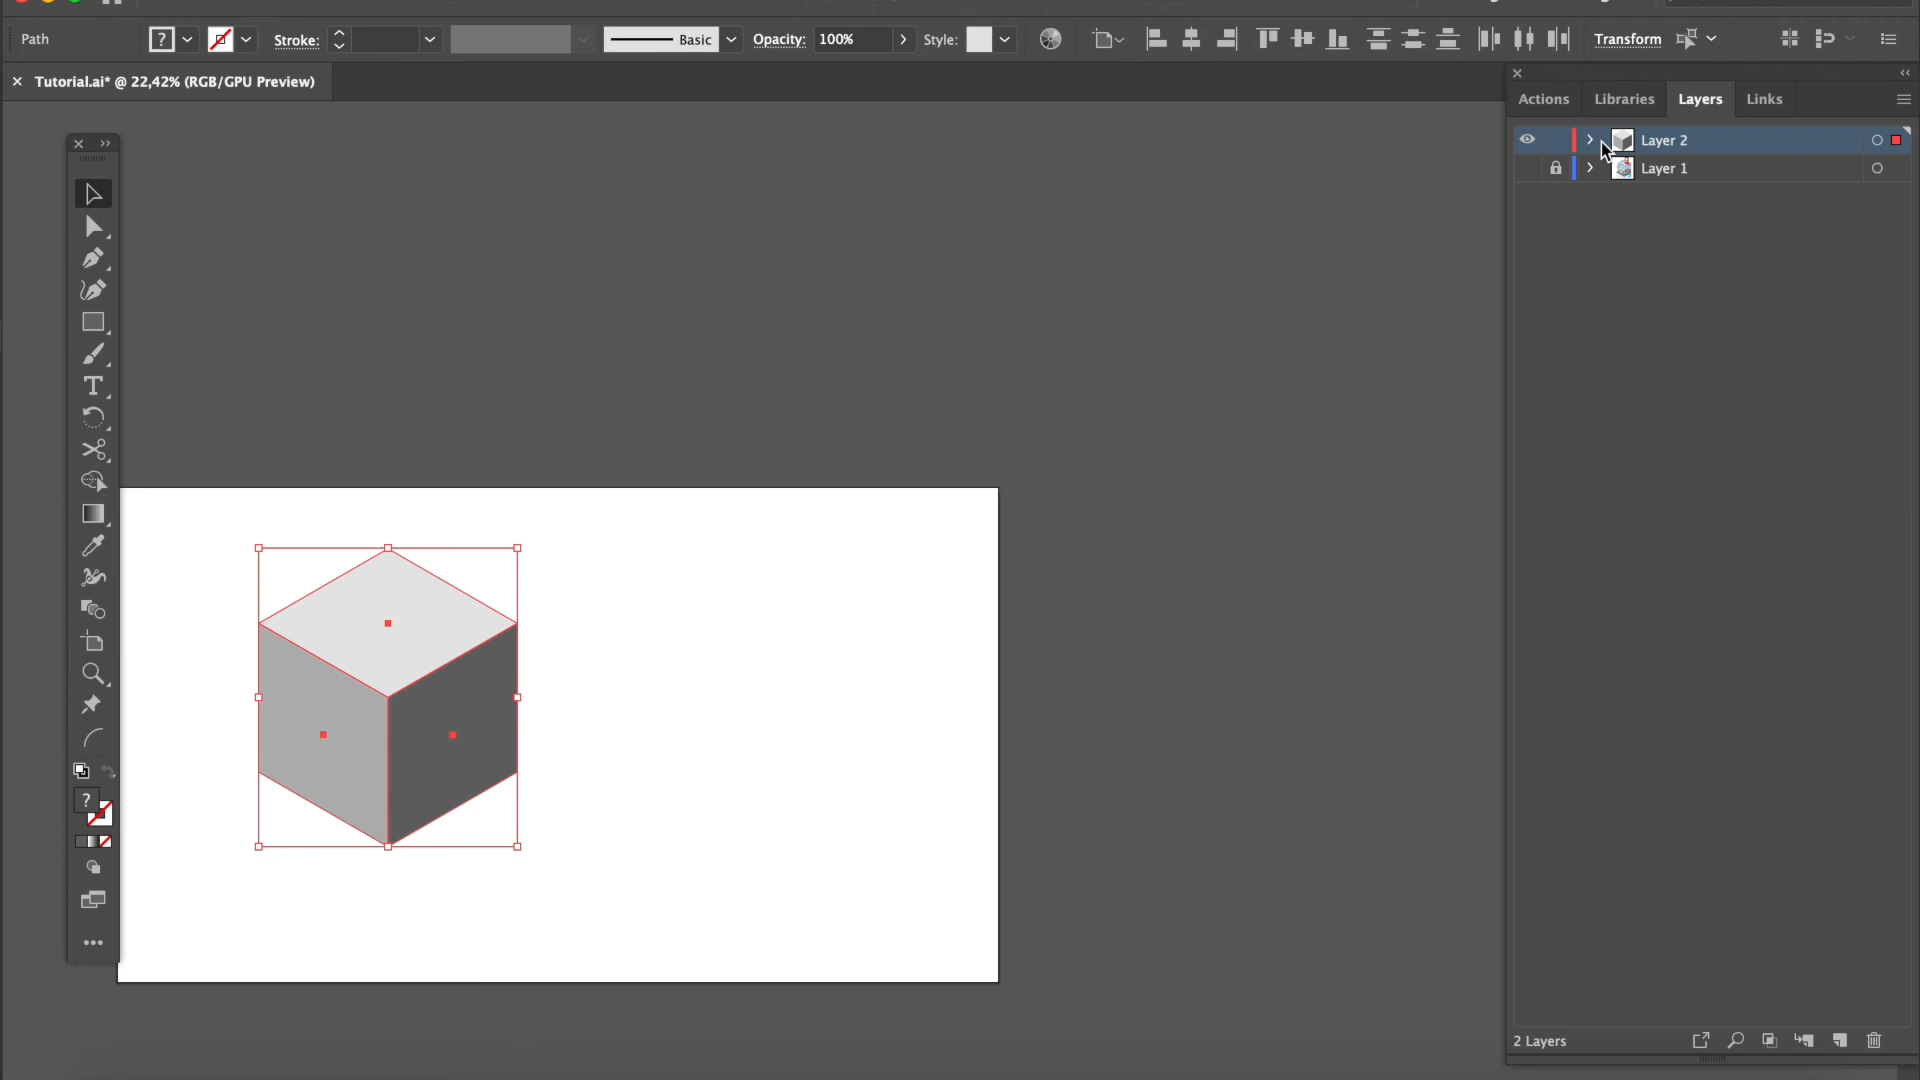 Path
?
Stroke:
Basic
Opacity:
100%
Style:
Transform
Tutorial.ai* @ 22,42% (RGB/GPU Preview)
Actions
Libraries
Layers
Links
Layer 2
Layer 1
T
?
2 Layers